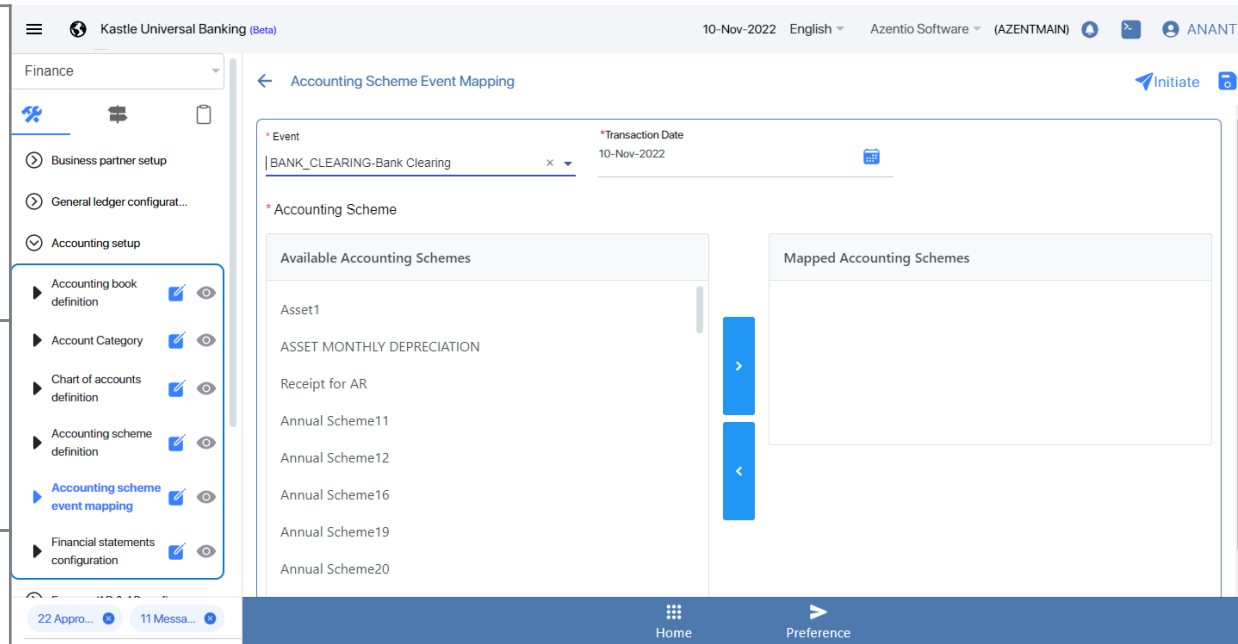 Kastle Universal Banking (Beta)
10-Nov-2022 English Azentio Software (AZENTMAIN) ANANT
Finance
Accounting Scheme Event Mapping
Initiate
Business partner setup
General ledger configurat...
Accounting setup
Accounting book
definition
Account Category
Chart of accounts
definition
Accounting scheme
definition
Accounting scheme
event mapping
Financial statements
configuration
22 Appro...
11 Messa...
* Event
BANK_CLEARING-Bank Clearing ×
*Transaction Date
10-Nov-2022
* Accounting Scheme
Available Accounting Schemes
Asset1
ASSET MONTHLY DEPRECIATION
Receipt for AR
Annual Scheme11
Annual Scheme12
Annual Scheme16
Annual Scheme19
Annual Scheme20
>
<
Mapped Accounting Schemes
Home
Preference